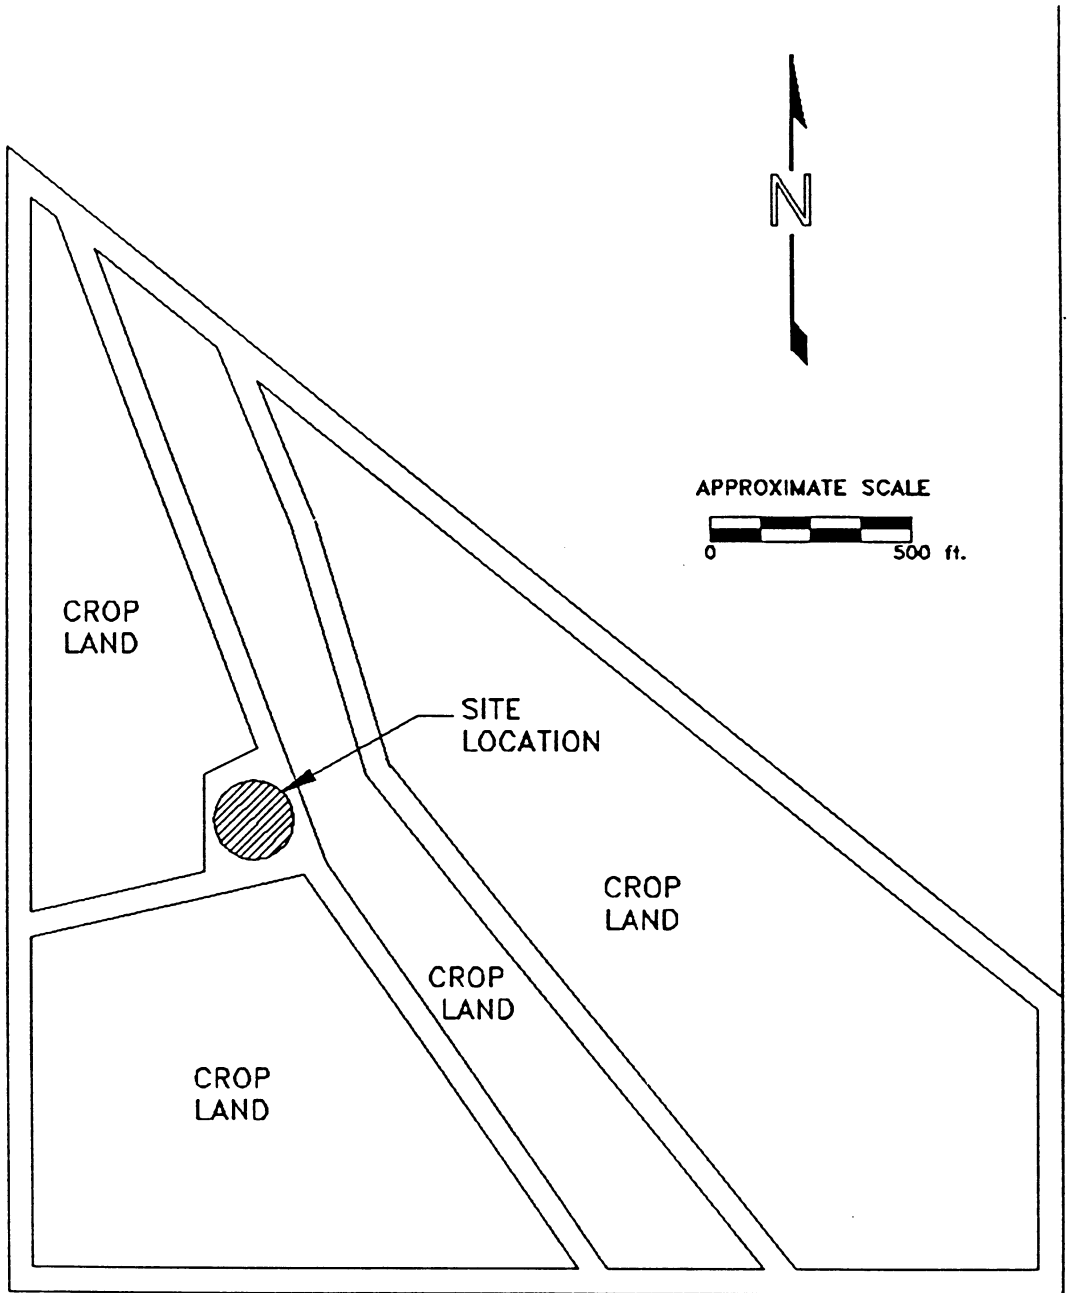 N
APPROXIMATE SCALE
0 500 ft.
CROP
LAND
SITE
LOCATION
CROP
LAND
CROP
LAND
CROP
LAND